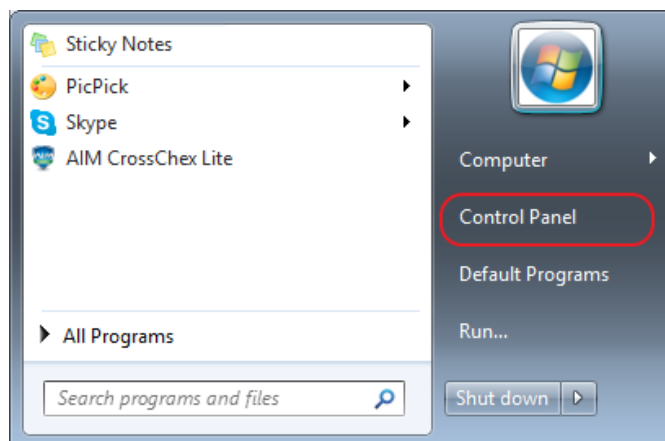 Sticky Notes
PicPick
Skype
AIM CrossChex Lite
All Programs
Search programs and files
Computer
Control Panel
Default Programs
Run...
Shut down